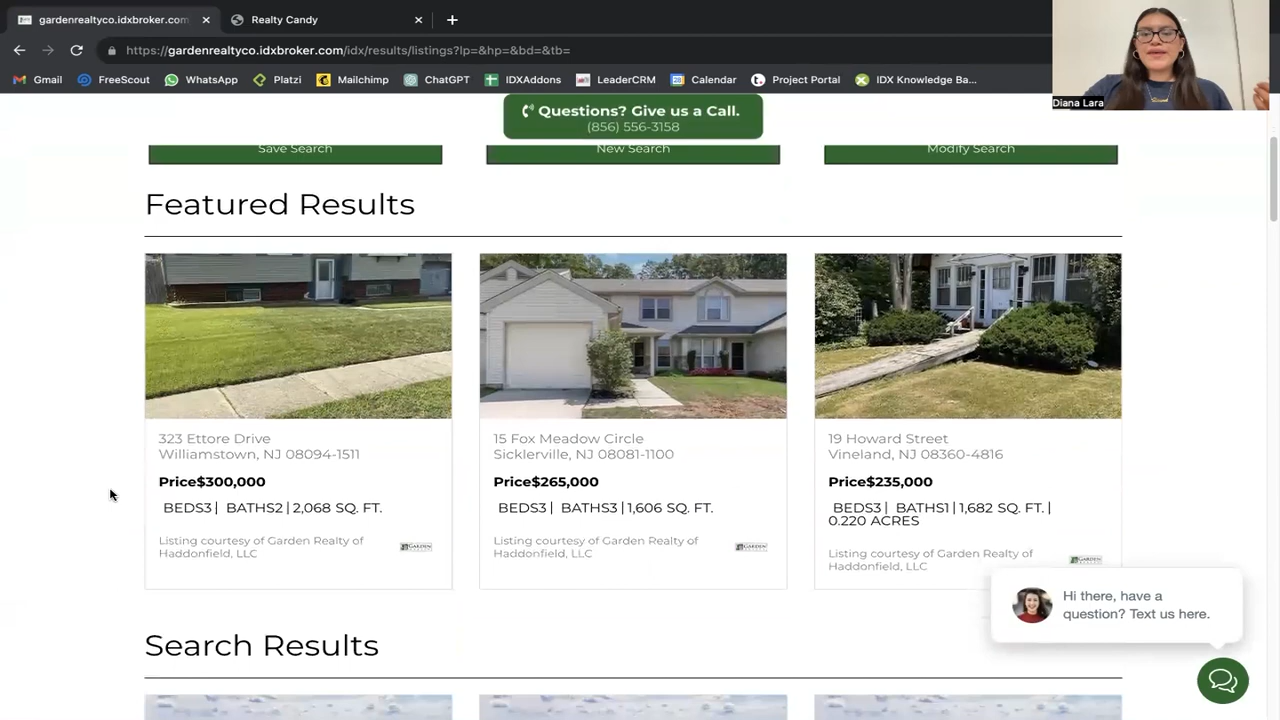 gardenrealtyco.idxbroker.com
Realty Candy
https://gardenrealtyco.idxbroker.com/idx/results/listings?lp=&hp=&bd=&tb=
Gmail
FreeScout
WhatsApp
Platzi
Mailchimp
ChatGPT
IDXAddons
LeaderCRM
Calendar
Project Portal
IDX Knowledge Ba...
Diana Lara
Questions? Give us a Call.
(856) 556-3158
Save Search
New Search
Modify Search
Featured Results
323 Ettore Drive
Williamstown, NJ 08094-1511
Price$300,000
BEDS3 | BATHS2 | 2,068 SQ. FT.
Listing courtesy of Garden Realty of
Haddonfield, LLC
GARDEN
15 Fox Meadow Circle
Sicklerville, NJ 08081-1100
Price$265,000
BEDS3 | BATHS3 | 1,606 SQ. FT.
Listing courtesy of Garden Realty of
Haddonfield, LLC
GARDEN
19 Howard Street
Vineland, NJ 08360-4816
Price$235,000
BEDS3 | BATHS1 | 1,682 SQ. FT. |
0.220 ACRES
Listing courtesy of Garden Realty of
Haddonfield, LLC
GARDEN
Hi there, have a
question? Text us here.
Search Results